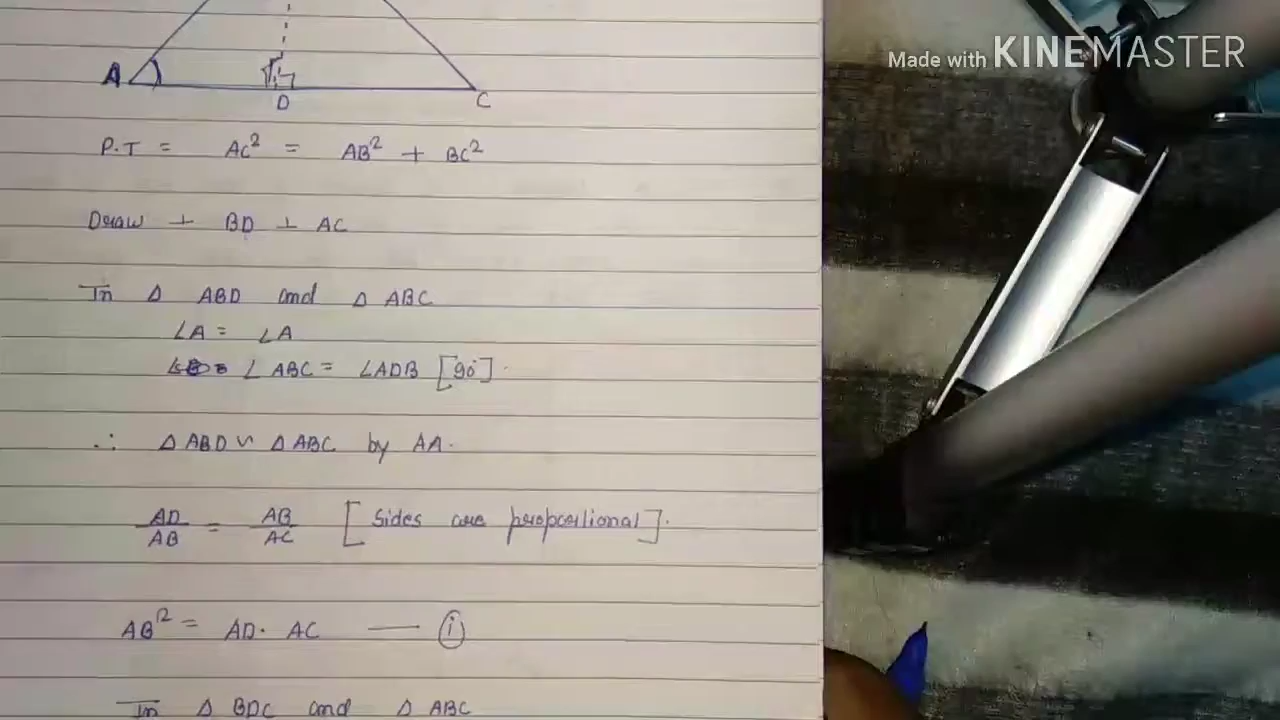 Made with KINEMASTER
A
D
C
P.T = AC² = AB² + BC²
Draw ⊥ BD ⊥ AC
In △ ABD and △ ABC
∠A = ∠A
∠ABC = ∠ADB [90°].
∴ △ABD ∼ △ABC by AA.
AD/AB = AB/AC [Sides are proportional].
AB² = AD. AC — (i)
In △ BDC and △ ABC